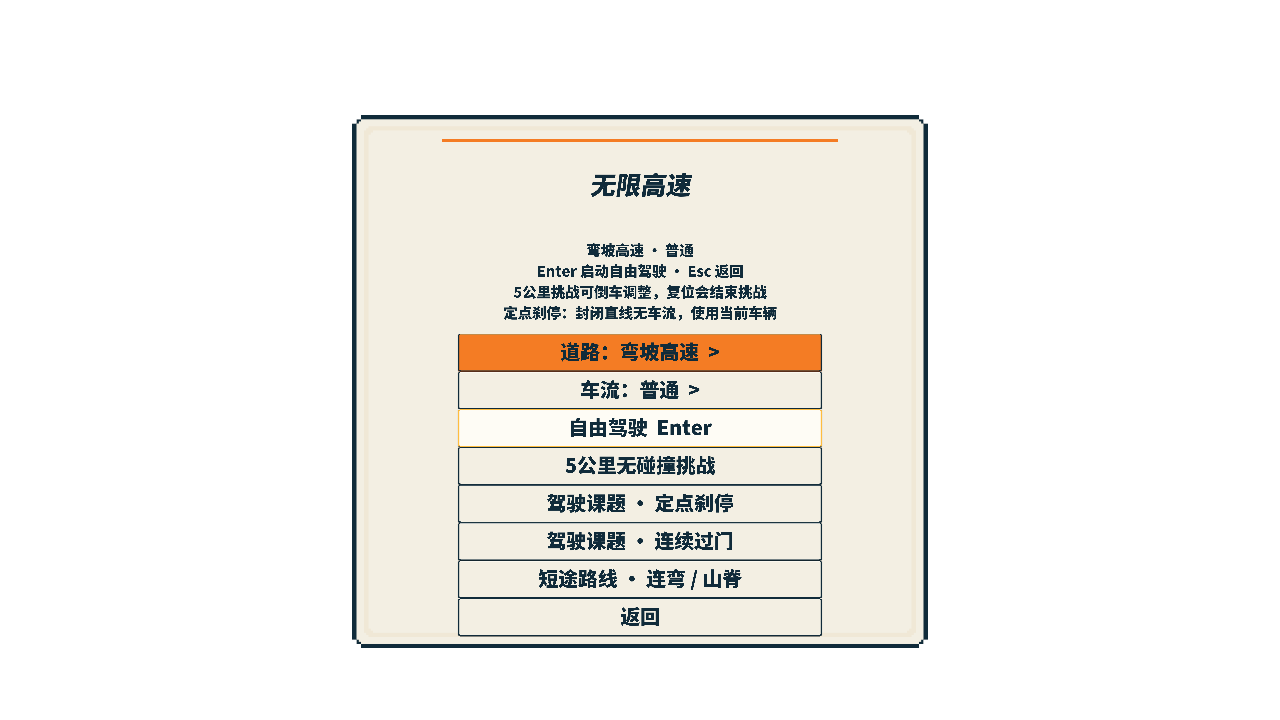 无限高速
弯坡高速 · 普通
Enter 启动自由驾驶 · Esc 返回
5公里挑战可倒车调整，复位会结束挑战
定点刹停：封闭直线无车流，使用当前车辆
道路：弯坡高速 >
车流：普通 >
自由驾驶 Enter
5公里无碰撞挑战
驾驶课题 · 定点刹停
驾驶课题 · 连续过门
短途路线 · 连弯 / 山脊
返回